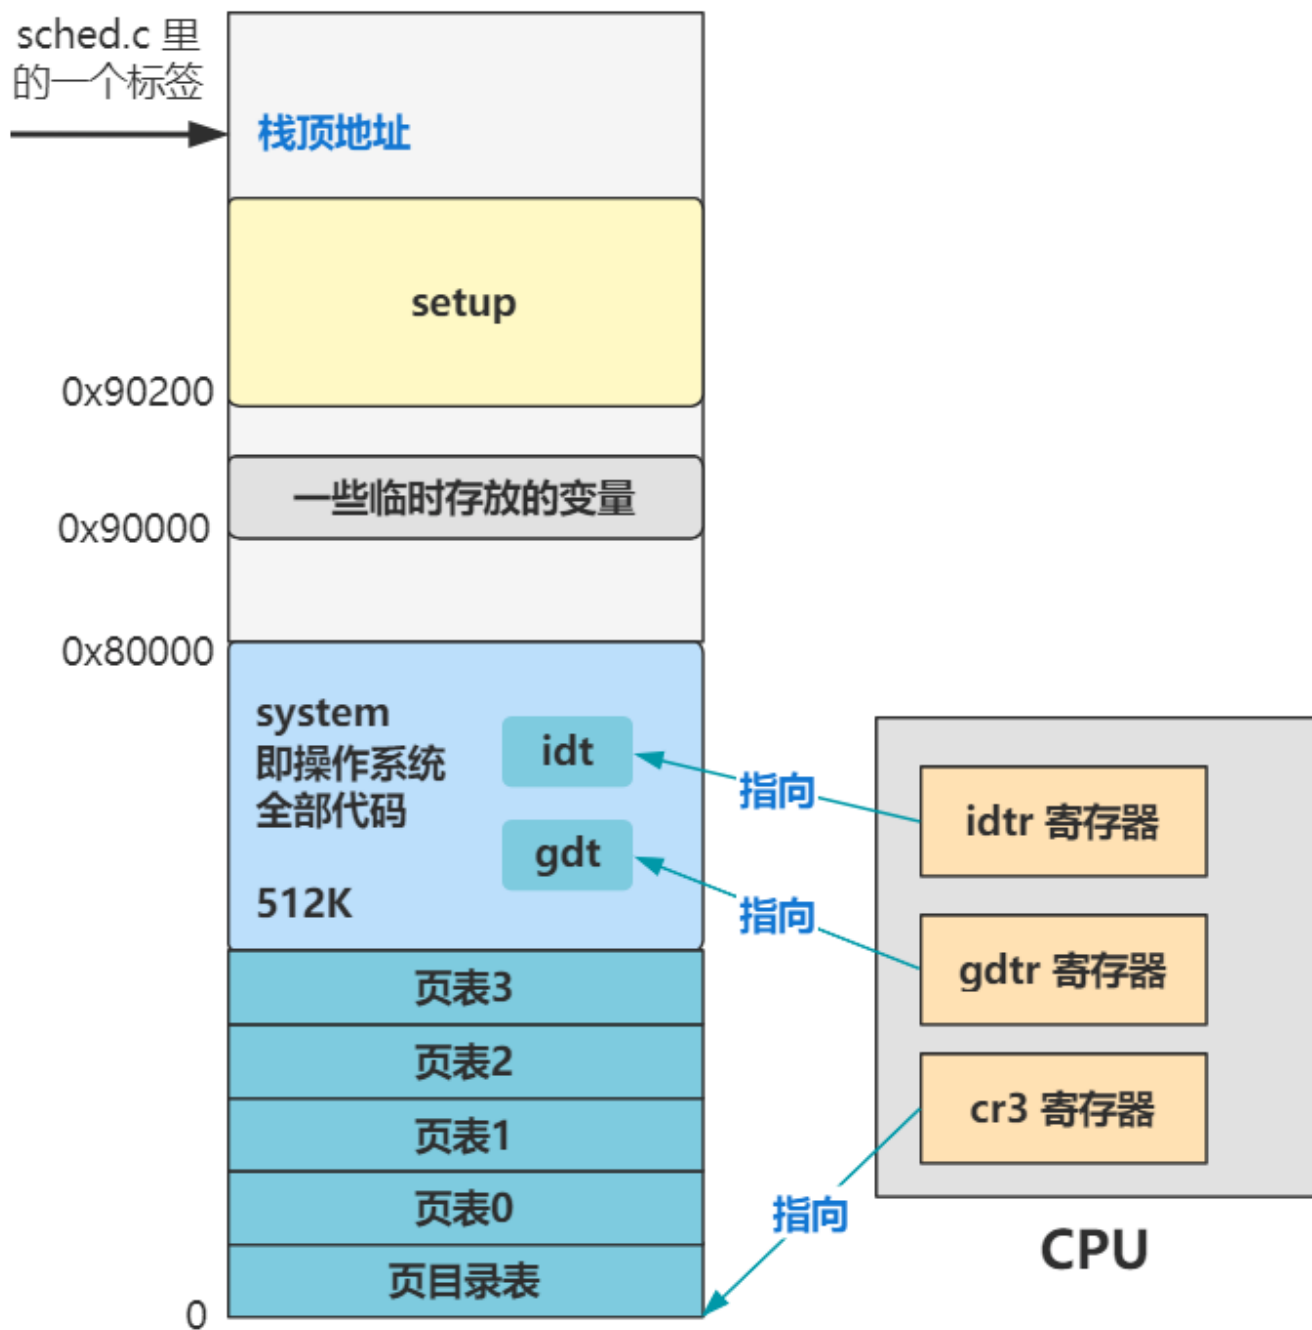 sched.c 里
的一个标签
栈顶地址
setup
0x90200
一些临时存放的变量
0x90000
0x80000
system
即操作系统
全部代码
512K
idt
gdt
指向
指向
idtr 寄存器
gdtr 寄存器
cr3 寄存器
指向
CPU
页表3
页表2
页表1
页表0
页目录表
0